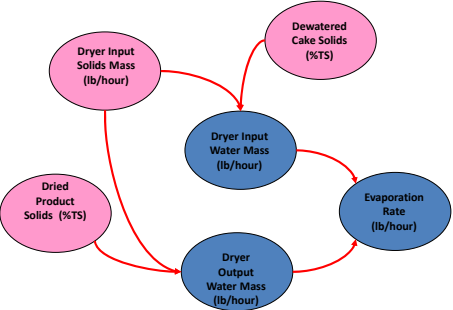 Dewatered
Cake Solids
(%TS)
Dryer Input
Solids Mass
(lb/hour)
Dryer Input
Water Mass
(lb/hour)
Dried
Product
Solids (%TS)
Evaporation
Rate
(lb/hour)
Dryer
Output
Water Mass
(lb/hour)